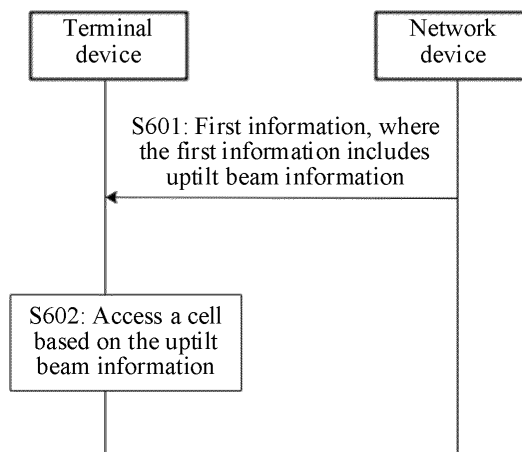 Terminal
device
Network
device
S601: First information, where
the first information includes
uptilt beam information
S602: Access a cell
based on the uptilt
beam information